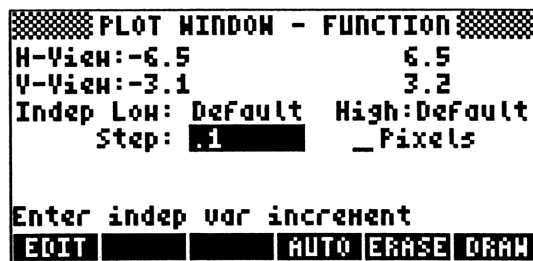 PLOT WINDOW - FUNCTION
H-View:-6.5 6.5
V-View:-3.1 3.2
Indep Low: Default High:Default
Step: .1 _Pixels
Enter indep var increment
EDIT AUTO ERASE DRAW